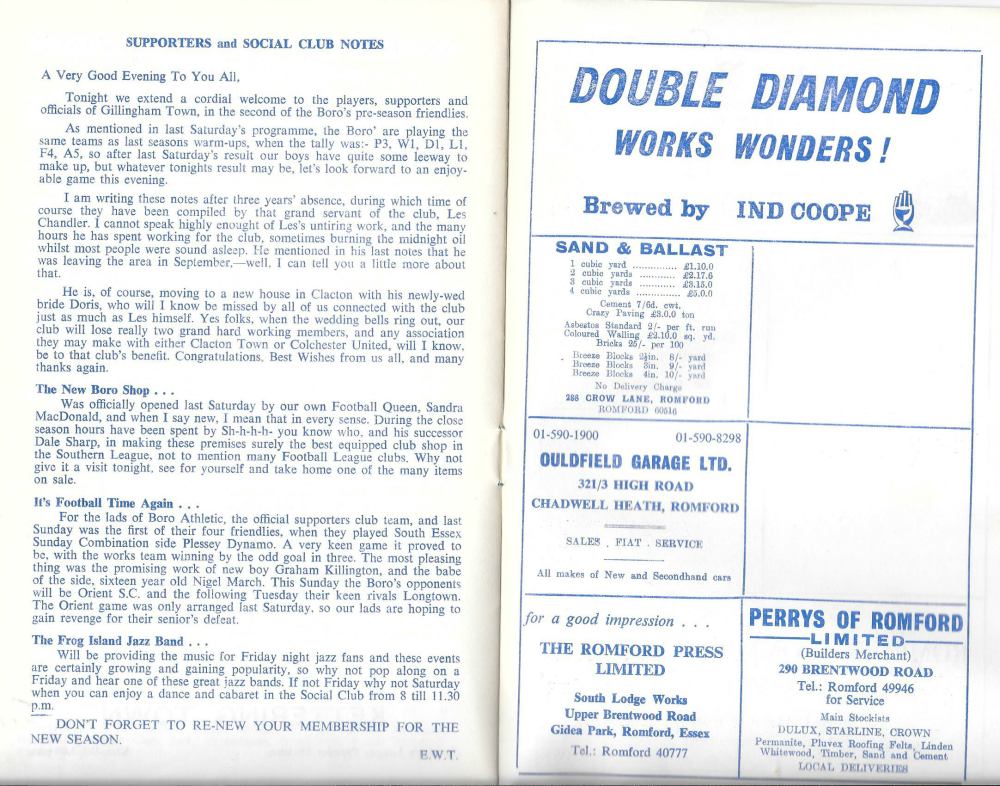 SUPPORTERS and SOCIAL CLUB NOTES
A Very Good Evening To You All,
Tonight we extend a cordial welcome to the players, supporters and
officials of Gillingham Town, in the second of the Boro's pre-season friendlies.
As mentioned in last Saturday's programme, the Boro' are playing the
same teams as last seasons warm-ups, when the tally was:- P3, W1, D1, L1,
F4, A5, so after last Saturday's result our boys have quite some leeway to
make up, but whatever tonights result may be, let's look forward to an enjoy-
able game this evening.
I am writing these notes after three years' absence, during which time of
course they have been compiled by that grand servant of the club, Les
Chandler. I cannot speak highly enought of Les's untiring work, and the many
hours he has spent working for the club, sometimes burning the midnight oil
whilst most people were sound asleep. He mentioned in his last notes that he
was leaving the area in September,—well, I can tell you a little more about
that.
He is, of course, moving to a new house in Clacton with his newly-wed
bride Doris, who will I know be missed by all of us connected with the club
just as much as Les himself. Yes folks, when the wedding bells ring out, our
club will lose really two grand hard working members, and any association
they may make with either Clacton Town or Colchester United, will I know,
be to that club's benefit. Congratulations, Best Wishes from us all, and many
thanks again.
The New Boro Shop . . .
Was officially opened last Saturday by our own Football Queen, Sandra
MacDonald, and when I say new, I mean that in every sense. During the close
season hours have been spent by Sh-h-h-h- you know who, and his successor
Dale Sharp, in making these premises surely the best equipped club shop in
the Southern League, not to mention many Football League clubs. Why not
give it a visit tonight, see for yourself and take home one of the many items
on sale.
It's Football Time Again . . .
For the lads of Boro Athletic, the official supporters club team, and last
Sunday was the first of their four friendlies, when they played South Essex
Sunday Combination side Plessey Dynamo. A very keen game it proved to
be, with the works team winning by the odd goal in three. The most pleasing
thing was the promising work of new boy Graham Killington, and the babe
of the side, sixteen year old Nigel March. This Sunday the Boro's opponents
will be Orient S.C. and the following Tuesday their keen rivals Longtown.
The Orient game was only arranged last Saturday, so our lads are hoping to
gain revenge for their senior's defeat.
The Frog Island Jazz Band . . .
Will be providing the music for Friday night jazz fans and these events
are certainly growing and gaining popularity, so why not pop along on a
Friday and hear one of these great jazz bands. If not Friday why not Saturday
when you can enjoy a dance and cabaret in the Social Club from 8 till 11.30
p.m.
DON'T FORGET TO RE-NEW YOUR MEMBERSHIP FOR THE
NEW SEASON.
E.W.T.
DOUBLE DIAMOND
WORKS WONDERS!
Brewed by IND COOPE
SAND & BALLAST
1 cubic yard ............... £1.10.0
2 cubic yards ............ £2.17.6
3 cubic yards ............ £3.15.0
4 cubic yards ............ £5.0.0
Cement 7/6d. cwt.
Crazy Paving £3.0.0 ton
Asbestos Standard 2/- per ft. run
Coloured Walling £2.10.0 sq. yd.
Bricks 25/- per 100
Breeze Blocks 2½in. 8/- yard
Breeze Blocks 3in. 9/- yard
Breeze Blocks 4in. 10/- yard
No Delivery Charge
288 CROW LANE, ROMFORD
ROMFORD 60516
01-590-1900 01-590-8298
OULDFIELD GARAGE LTD.
321/3 HIGH ROAD
CHADWELL HEATH, ROMFORD
SALES . FIAT . SERVICE
All makes of New and Secondhand cars
for a good impression . . .
THE ROMFORD PRESS
LIMITED
South Lodge Works
Upper Brentwood Road
Gidea Park, Romford, Essex
Tel.: Romford 40777
PERRYS OF ROMFORD
LIMITED
(Builders Merchant)
290 BRENTWOOD ROAD
Tel.: Romford 49946
for Service
Main Stockists
DULUX, STARLINE, CROWN
Permanite, Pluvex Roofing Felts, Linden
Whitewood, Timber, Sand and Cement
LOCAL DELIVERIES